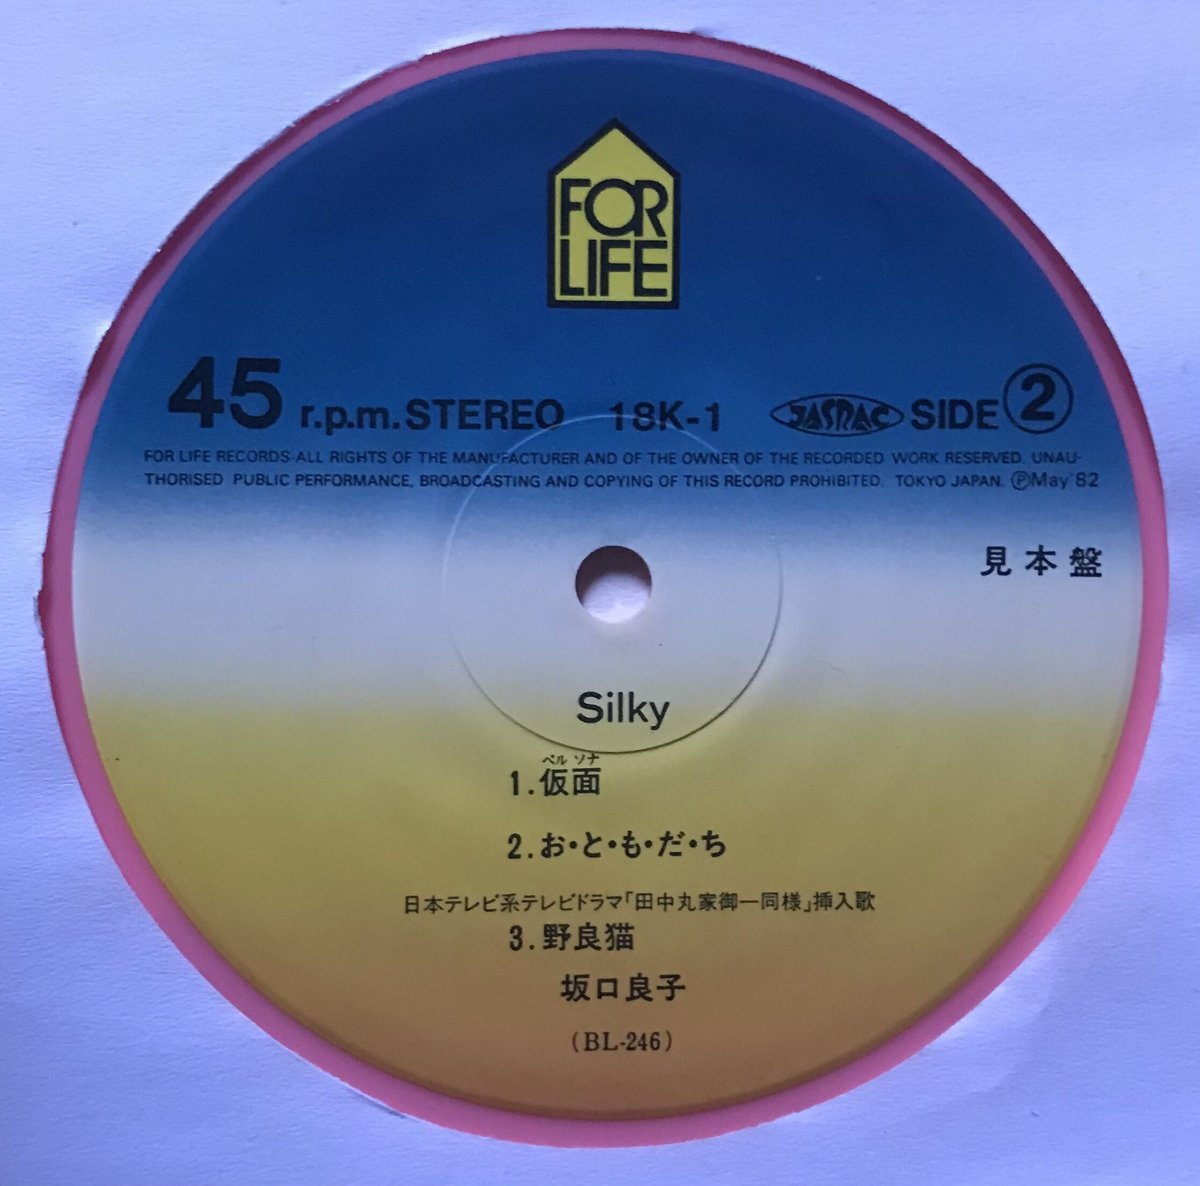 FOR
LIFE
45 r.p.m. STEREO 18K-1 JASRAC SIDE ②
FOR LIFE RECORDS-ALL RIGHTS OF THE MANUFACTURER AND OF THE OWNER OF THE RECORDED WORK RESERVED. UNAU-
THORISED PUBLIC PERFORMANCE, BROADCASTING AND COPYING OF THIS RECORD PROHIBITED. TOKYO JAPAN. ℗May'82
見本盤
Silky
ペルソナ
1.仮面
2.お・と・も・だ・ち
日本テレビ系テレビドラマ「田中丸家御一同様」挿入歌
3.野良猫
坂口良子
(BL-246)